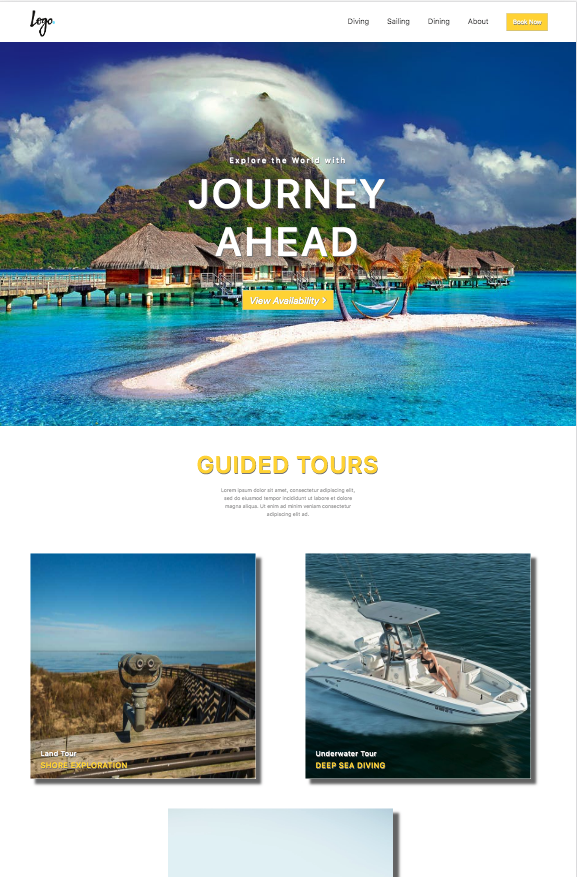 Logo.
Diving Sailing Dining About Book Now
Explore the World with
JOURNEY
AHEAD
View Availability >
GUIDED TOURS
Lorem ipsum dolor sit amet, consectetur adipiscing elit,
sed do eiusmod tempor incididunt ut labore et dolore
magna aliqua. Ut enim ad minim veniam consectetur
adipiscing elit ad.
Land Tour
SHORE EXPLORATION
Underwater Tour
DEEP SEA DIVING